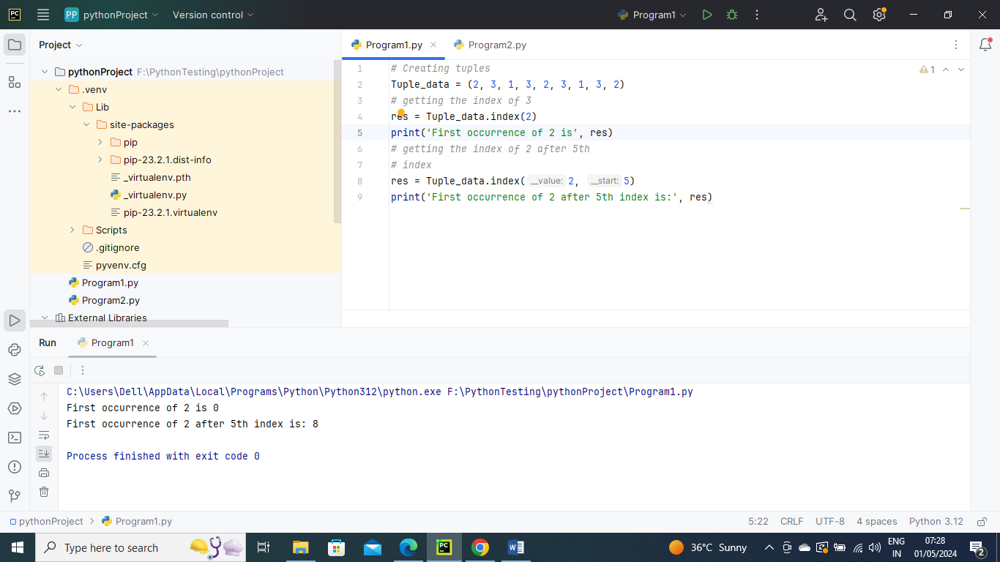 PC
PP pythonProject Version control Program1
Project
Program1.py Program2.py
pythonProject F:\PythonTesting\pythonProject
.venv
Lib
site-packages
pip
pip-23.2.1.dist-info
_virtualenv.pth
_virtualenv.py
pip-23.2.1.virtualenv
Scripts
.gitignore
pyvenv.cfg
Program1.py
Program2.py
External Libraries
1 # Creating tuples
2 Tuple_data = (2, 3, 1, 3, 2, 3, 1, 3, 2)
3 # getting the index of 3
4 res = Tuple_data.index(2)
5 print('First occurrence of 2 is', res)
6 # getting the index of 2 after 5th
7 # index
8 res = Tuple_data.index( __value: 2, __start: 5)
9 print('First occurrence of 2 after 5th index is:', res)
1
Run Program1
C:\Users\Dell\AppData\Local\Programs\Python\Python312\python.exe F:\PythonTesting\pythonProject\Program1.py
First occurrence of 2 is 0
First occurrence of 2 after 5th index is: 8
Process finished with exit code 0
pythonProject > Program1.py 5:22 CRLF UTF-8 4 spaces Python 3.12
Type here to search
PC
W
36°C Sunny
ENG
IN
07:28
01/05/2024
2